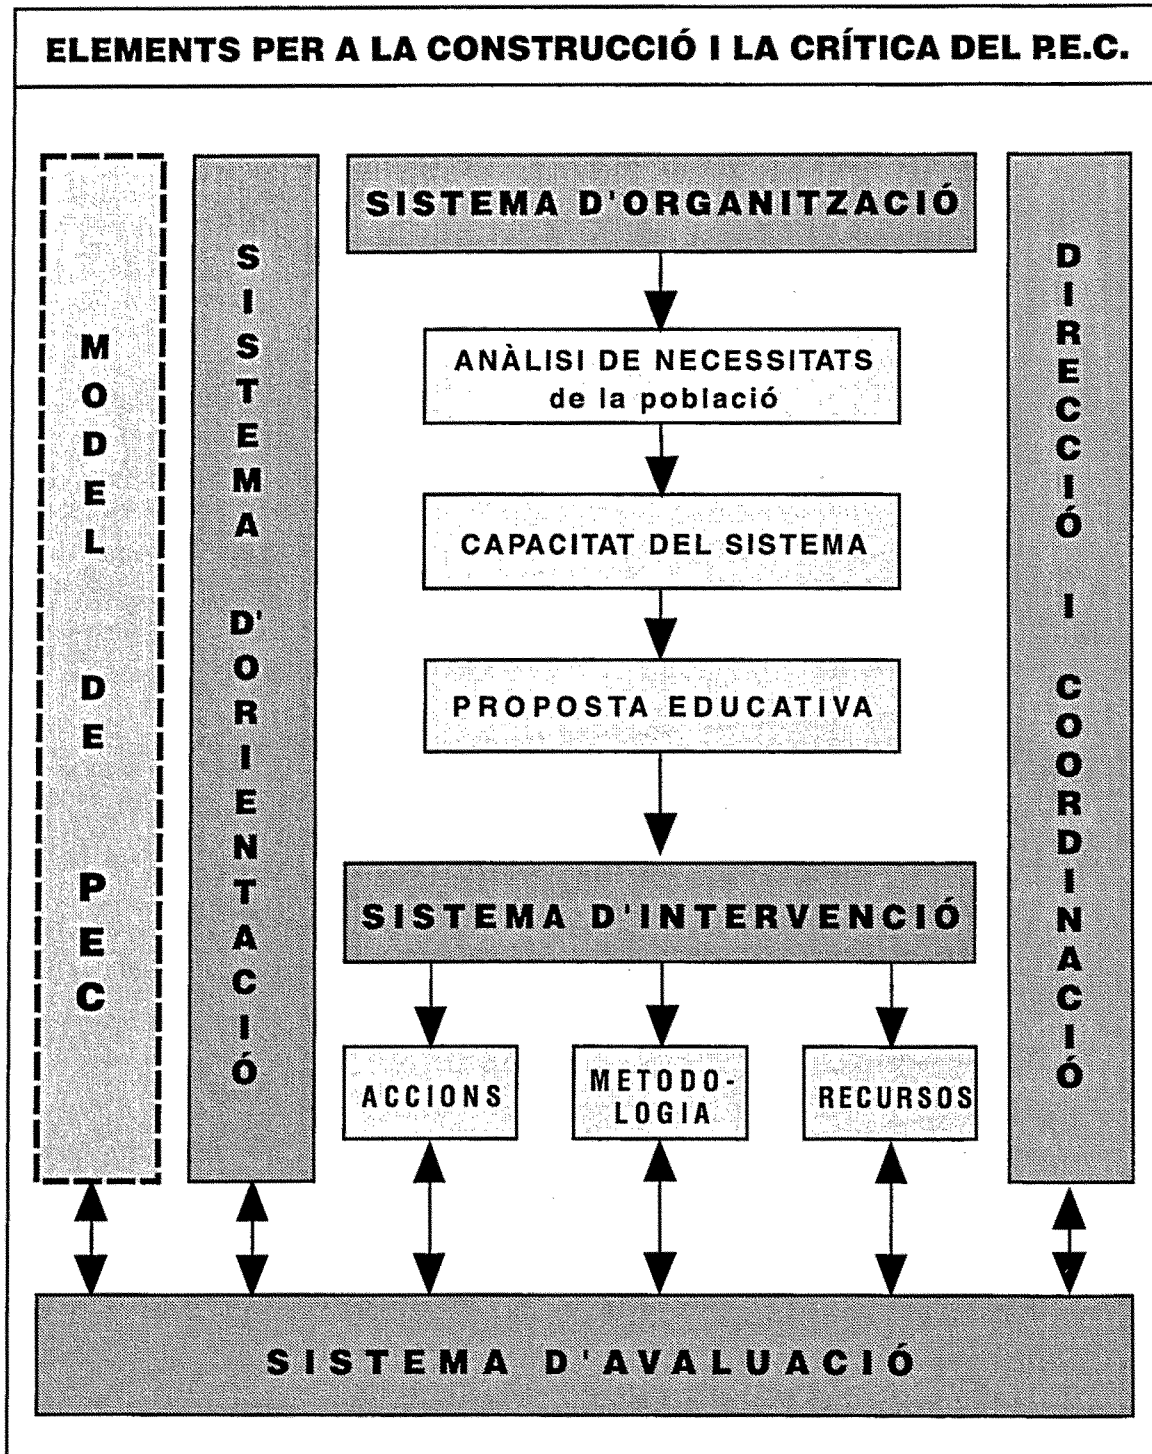 ELEMENTS PER A LA CONSTRUCCIÓ I LA CRÍTICA DEL P.E.C.
MODEL DE PEC
SISTEMA D'ORIENTACIÓ
SISTEMA D'ORGANITZACIÓ
ANÀLISI DE NECESSITATS
de la població
CAPACITAT DEL SISTEMA
PROPOSTA EDUCATIVA
SISTEMA D'INTERVENCIÓ
ACCIONS
METODO-
LOGIA
RECURSOS
DIRECCIÓ I COORDINACIÓ
SISTEMA D'AVALUACIÓ